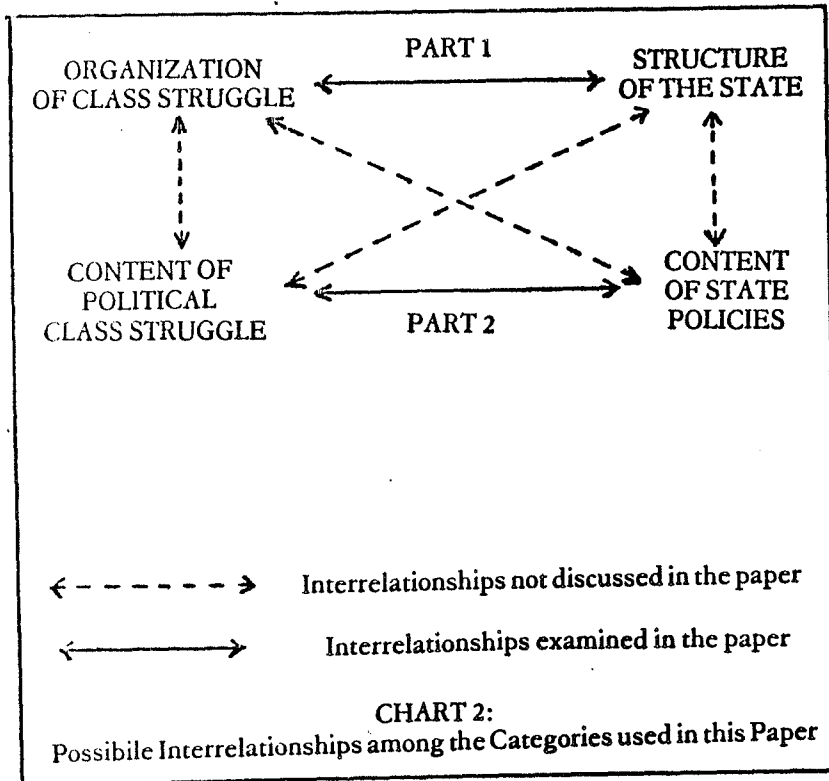 PART 1
ORGANIZATION
OF CLASS STRUGGLE
STRUCTURE
OF THE STATE
CONTENT OF
POLITICAL
CLASS STRUGGLE
PART 2
CONTENT
OF STATE
POLICIES
Interrelationships not discussed in the paper
Interrelationships examined in the paper
CHART 2:
Possibile Interrelationships among the Categories used in this Paper